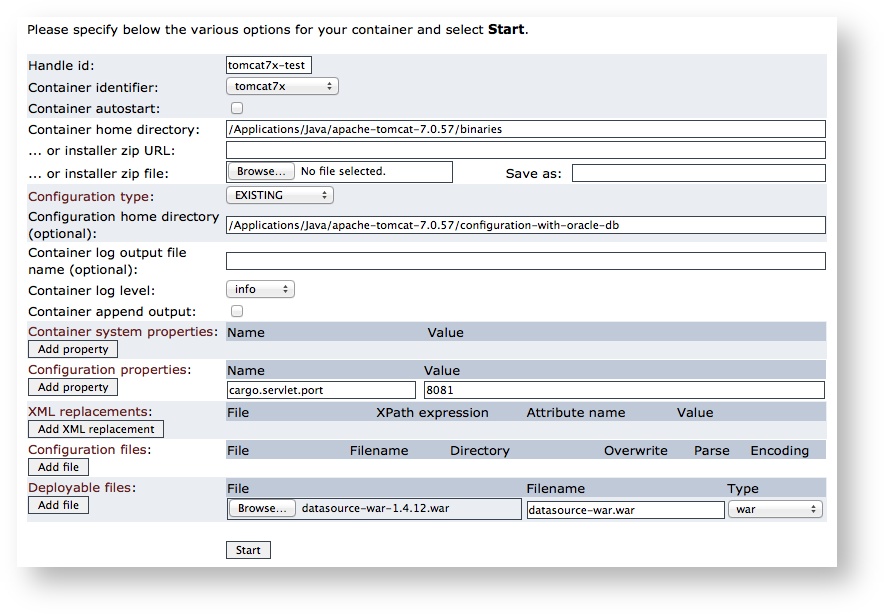 Please specify below the various options for your container and select Start.
Handle id: tomcat7x-test
Container identifier: tomcat7x
Container autostart:
Container home directory: /Applications/Java/apache-tomcat-7.0.57/binaries
... or installer zip URL:
... or installer zip file: Browse... No file selected. Save as:
Configuration type: EXISTING
Configuration home directory
(optional): /Applications/Java/apache-tomcat-7.0.57/configuration-with-oracle-db
Container log output file
name (optional):
Container log level: info
Container append output:
Container system properties: Name Value
Add property
Configuration properties: Name Value
Add property cargo.servlet.port 8081
XML replacements: File XPath expression Attribute name Value
Add XML replacement
Configuration files: File Filename Directory Overwrite Parse Encoding
Add file
Deployable files: File Filename Type
Add file Browse... datasource-war-1.4.12.war datasource-war.war war
Start